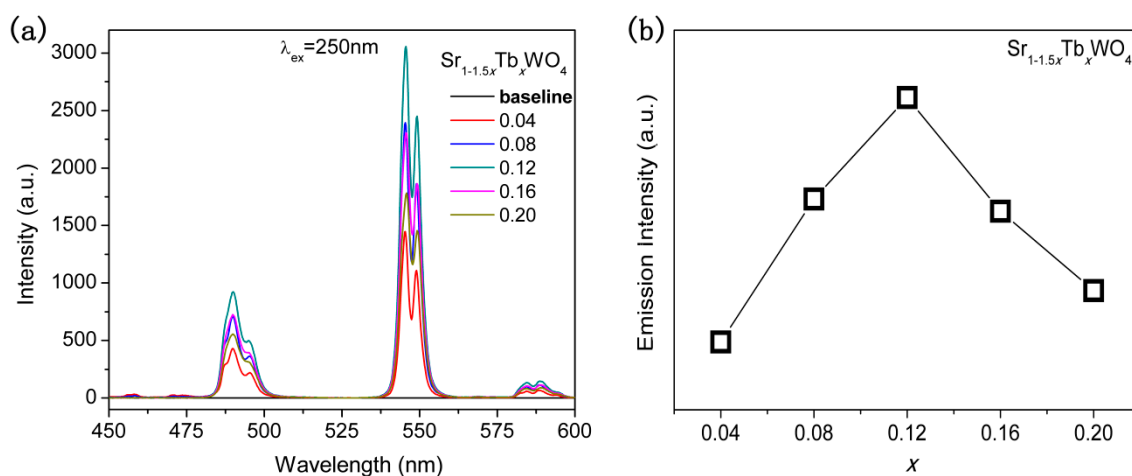 (a)
λex=250nm
Sr1-1.5xTbxWO4
baseline
0.04
0.08
0.12
0.16
0.20
Intensity (a.u.)
3000
2500
2000
1500
1000
500
0
450 475 500 525 550 575 600
Wavelength (nm)
(b)
Sr1-1.5xTbxWO4
Emission Intensity (a.u.)
0.04 0.08 0.12 0.16 0.20
x